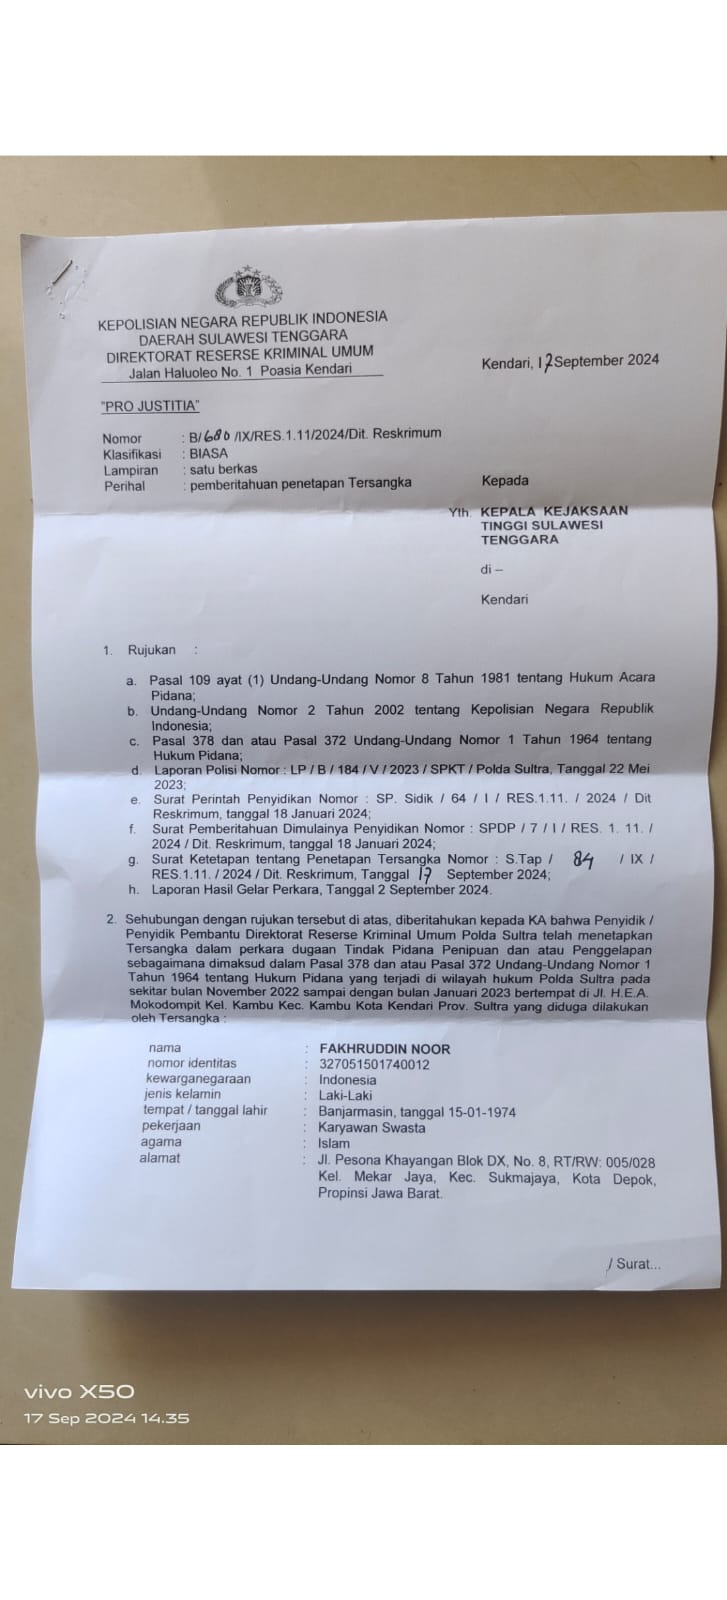 KEPOLISIAN NEGARA REPUBLIK INDONESIA
DAERAH SULAWESI TENGGARA
DIREKTORAT RESERSE KRIMINAL UMUM
Jalan Haluoleo No. 1 Poasia Kendari
Kendari, 17 September 2024
"PRO JUSTITIA"
Nomor : B/ 680 /IX/RES.1.11/2024/Dit. Reskrimum
Klasifikasi : BIASA
Lampiran : satu berkas
Perihal : pemberitahuan penetapan Tersangka
Kepada
Yth. KEPALA KEJAKSAAN
TINGGI SULAWESI
TENGGARA
di –
Kendari
1. Rujukan :
a. Pasal 109 ayat (1) Undang-Undang Nomor 8 Tahun 1981 tentang Hukum Acara
Pidana;
b. Undang-Undang Nomor 2 Tahun 2002 tentang Kepolisian Negara Republik
Indonesia;
c. Pasal 378 dan atau Pasal 372 Undang-Undang Nomor 1 Tahun 1964 tentang
Hukum Pidana;
d. Laporan Polisi Nomor : LP / B / 184 / V / 2023 / SPKT / Polda Sultra, Tanggal 22 Mei
2023;
e. Surat Perintah Penyidikan Nomor : SP. Sidik / 64 / I / RES.1.11. / 2024 / Dit
Reskrimum, tanggal 18 Januari 2024;
f. Surat Pemberitahuan Dimulainya Penyidikan Nomor : SPDP / 7 / I / RES. 1. 11. /
2024 / Dit. Reskrimum, tanggal 18 Januari 2024;
g. Surat Ketetapan tentang Penetapan Tersangka Nomor : S.Tap / 84 / IX /
RES.1.11. / 2024 / Dit. Reskrimum, Tanggal 17 September 2024;
h. Laporan Hasil Gelar Perkara, Tanggal 2 September 2024.
2. Sehubungan dengan rujukan tersebut di atas, diberitahukan kepada KA bahwa Penyidik /
Penyidik Pembantu Direktorat Reserse Kriminal Umum Polda Sultra telah menetapkan
Tersangka dalam perkara dugaan Tindak Pidana Penipuan dan atau Penggelapan
sebagaimana dimaksud dalam Pasal 378 dan atau Pasal 372 Undang-Undang Nomor 1
Tahun 1964 tentang Hukum Pidana yang terjadi di wilayah hukum Polda Sultra pada
sekitar bulan November 2022 sampai dengan bulan Januari 2023 bertempat di Jl. H.E.A.
Mokodompit Kel. Kambu Kec. Kambu Kota Kendari Prov. Sultra yang diduga dilakukan
oleh Tersangka :
nama : FAKHRUDDIN NOOR
nomor identitas : 327051501740012
kewarganegaraan : Indonesia
jenis kelamin : Laki-Laki
tempat / tanggal lahir : Banjarmasin, tanggal 15-01-1974
pekerjaan : Karyawan Swasta
agama : Islam
alamat : Jl. Pesona Khayangan Blok DX, No. 8, RT/RW: 005/028
Kel. Mekar Jaya, Kec. Sukmajaya, Kota Depok,
Propinsi Jawa Barat.
/ Surat...
vivo X50
17 Sep 2024 14.35